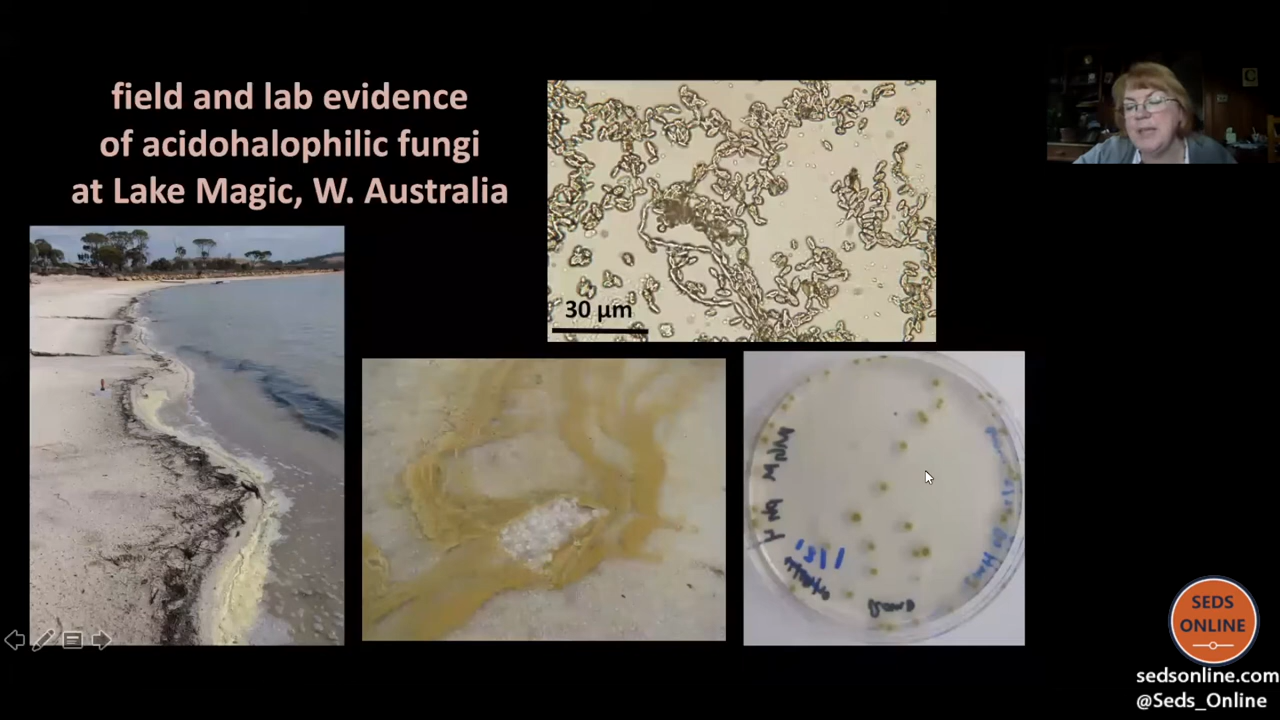 field and lab evidence
of acidohalophilic fungi
at Lake Magic, W. Australia
30 µm
SEDS
ONLINE
sedsonline.com
@Seds_Online